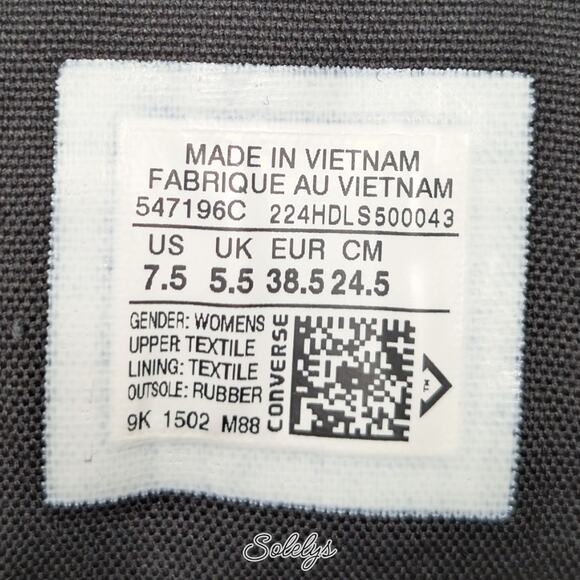 MADE IN VIETNAM
FABRIQUE AU VIETNAM
547196C 224HDLS500043
US UK EUR CM
7.5 5.5 38.5 24.5
GENDER: WOMENS
UPPER: TEXTILE
LINING: TEXTILE
OUTSOLE: RUBBER
9K 1502 M88
CONVERSE
TM
Solelys